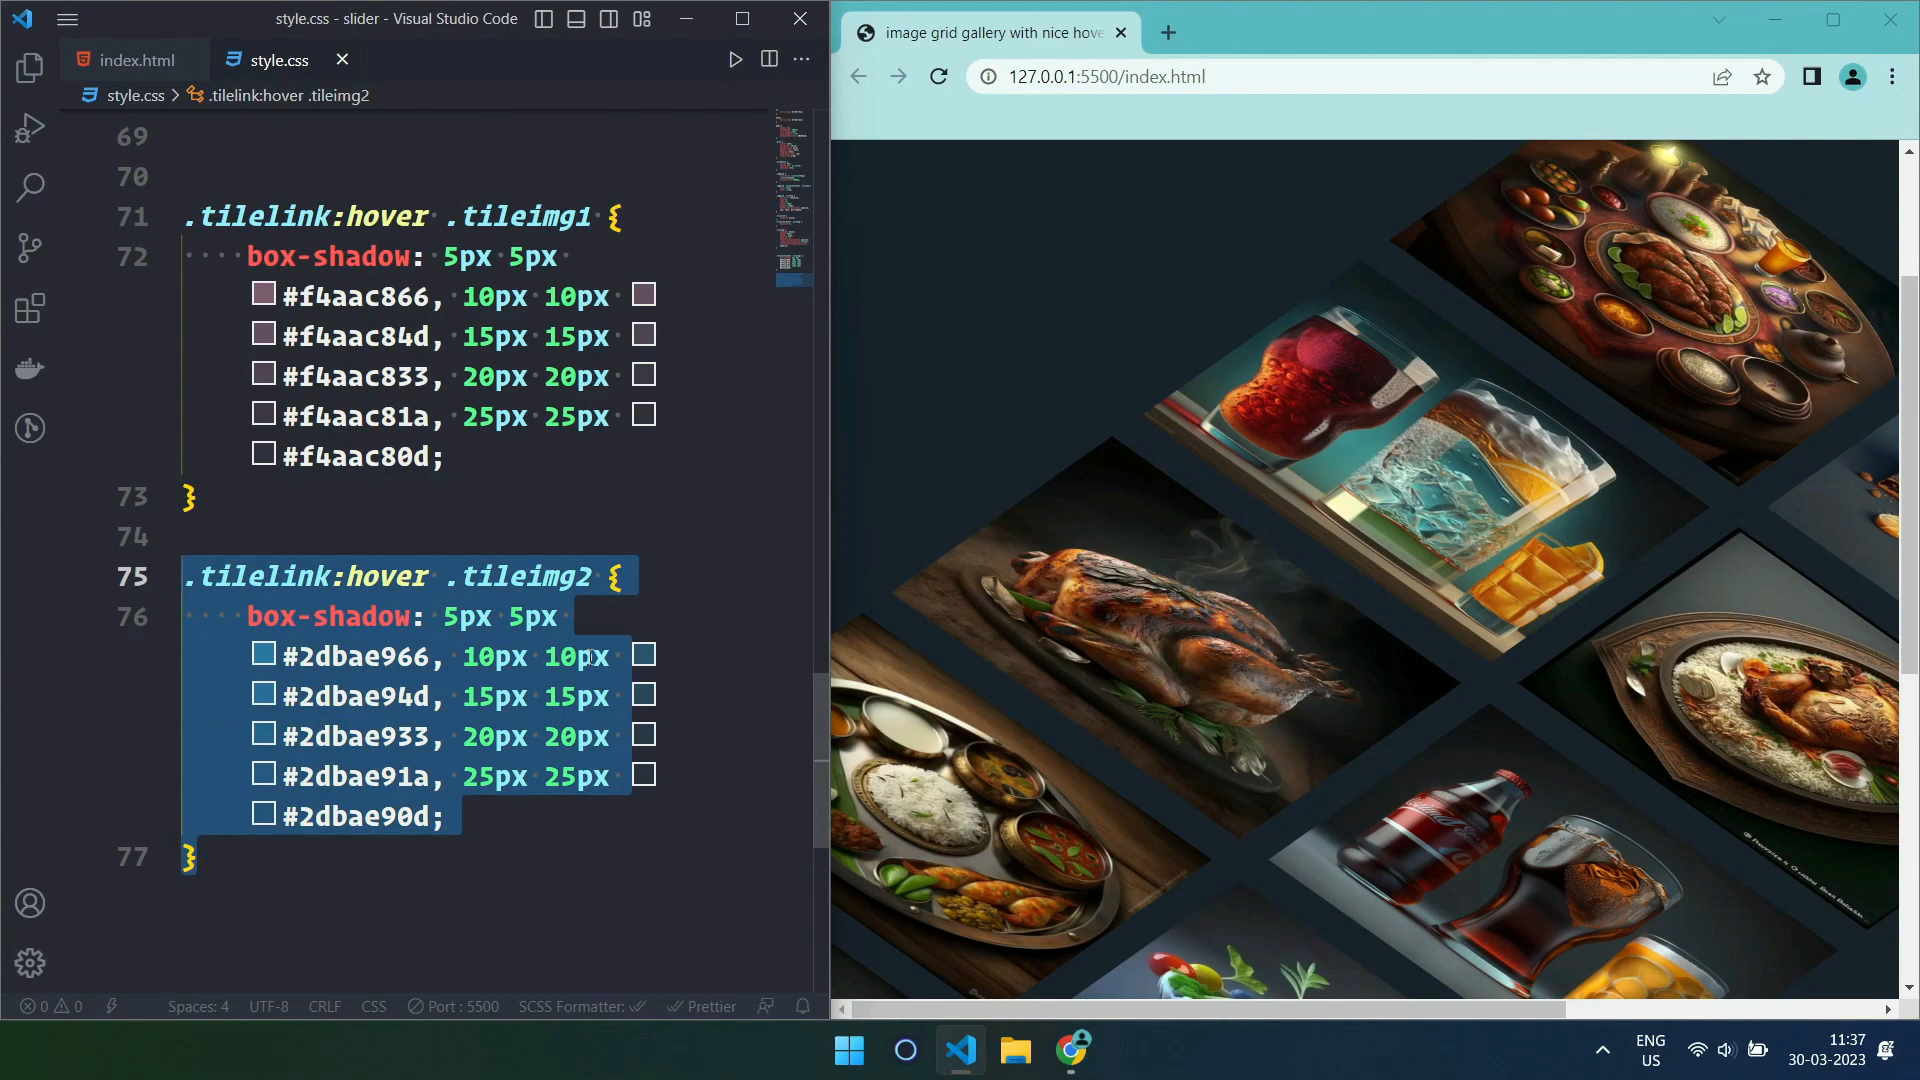 style.css - slider - Visual Studio Code
index.html
style.css
style.css > .tilelink:hover .tileimg2
69
70
71 .tilelink:hover .tileimg1 {
72 box-shadow: 5px 5px
#f4aac866, 10px 10px
#f4aac84d, 15px 15px
#f4aac833, 20px 20px
#f4aac81a, 25px 25px
#f4aac80d;
73 }
74
75 .tilelink:hover .tileimg2 {
76 box-shadow: 5px 5px
#2dbae966, 10px 10px
#2dbae94d, 15px 15px
#2dbae933, 20px 20px
#2dbae91a, 25px 25px
#2dbae90d;
77 }
0 0 Spaces: 4 UTF-8 CRLF CSS Port : 5500 SCSS Formatter: Prettier
image grid gallery with nice hove
127.0.0.1:5500/index.html
ENG
US
11:37
30-03-2023